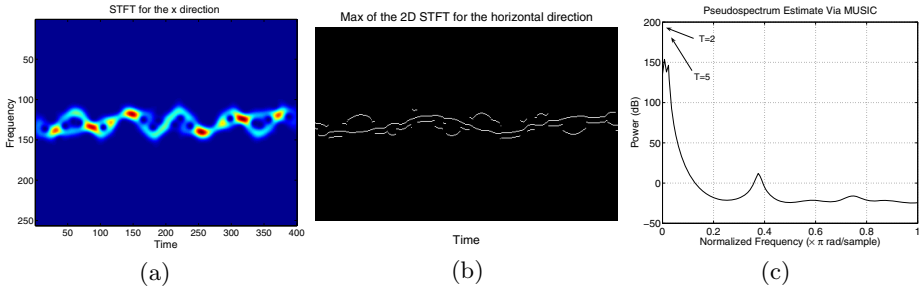 STFT for the x direction
50
100
150
200
250
Frequency
50 100 150 200 250 300 350 400
Time
(a)
Max of the 2D STFT for the horizontal direction
Time
(b)
Pseudospectrum Estimate Via MUSIC
200
150
100
50
0
−50
Power (dB)
T=2
T=5
0 0.2 0.4 0.6 0.8 1
Normalized Frequency (× π rad/sample)
(c)